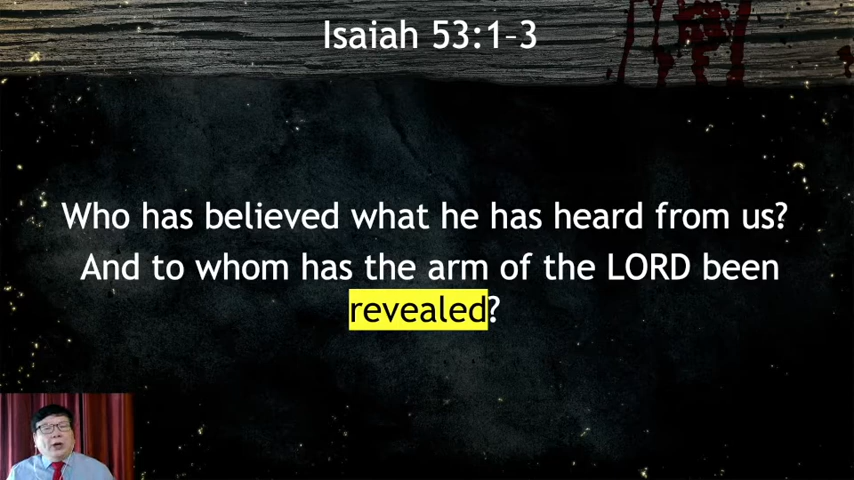 Isaiah 53:1–3
Who has believed what he has heard from us?
And to whom has the arm of the LORD been
revealed?